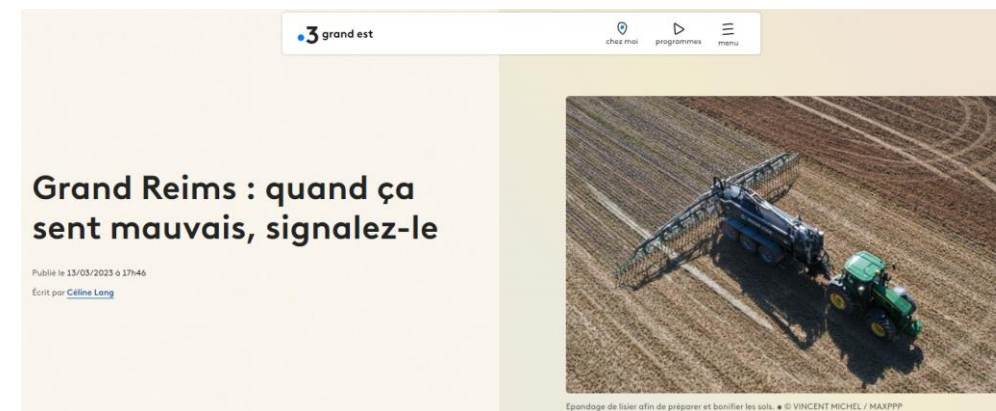 3 grand est
chez moi
programmes
menu
Grand Reims : quand ça
sent mauvais, signalez-le
Publié le 13/03/2023 à 17h46
Écrit par Céline Lang
Epandage de lisier afin de préparer et bonifier les sols. • © VINCENT MICHEL / MAXPPP